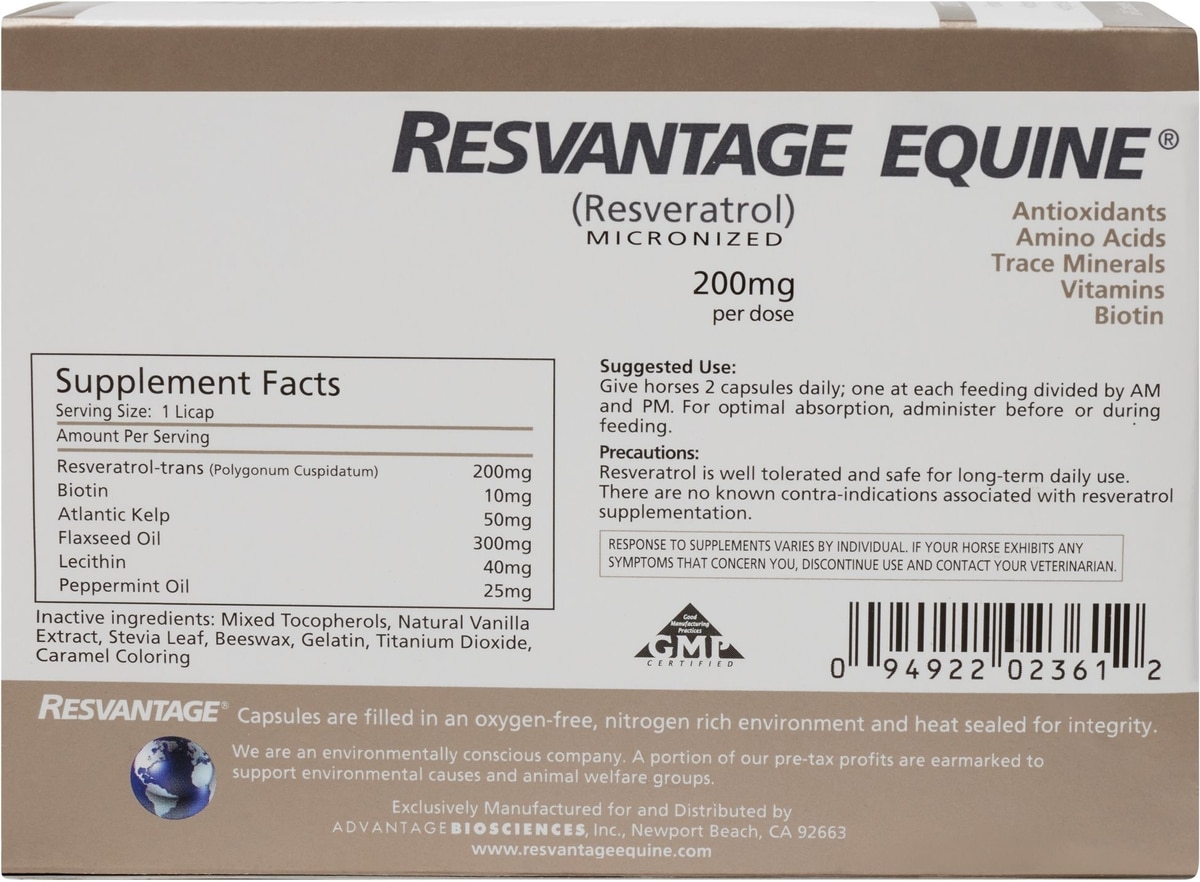 RESVANTAGE EQUINE®
(Resveratrol)
MICRONIZED
200mg
per dose
Antioxidants
Amino Acids
Trace Minerals
Vitamins
Biotin
Supplement Facts
Serving Size: 1 Licap
Amount Per Serving
Resveratrol-trans (Polygonum Cuspidatum) 200mg
Biotin 10mg
Atlantic Kelp 50mg
Flaxseed Oil 300mg
Lecithin 40mg
Peppermint Oil 25mg
Inactive ingredients: Mixed Tocopherols, Natural Vanilla
Extract, Stevia Leaf, Beeswax, Gelatin, Titanium Dioxide,
Caramel Coloring
Suggested Use:
Give horses 2 capsules daily; one at each feeding divided by AM
and PM. For optimal absorption, administer before or during
feeding.
Precautions:
Resveratrol is well tolerated and safe for long-term daily use.
There are no known contra-indications associated with resveratrol
supplementation.
RESPONSE TO SUPPLEMENTS VARIES BY INDIVIDUAL. IF YOUR HORSE EXHIBITS ANY
SYMPTOMS THAT CONCERN YOU, DISCONTINUE USE AND CONTACT YOUR VETERINARIAN.
Good
Manufacturing
Practices
GMP
CERTIFIED
0 94922 02361 2
RESVANTAGE® Capsules are filled in an oxygen-free, nitrogen rich environment and heat sealed for integrity.
We are an environmentally conscious company. A portion of our pre-tax profits are earmarked to
support environmental causes and animal welfare groups.
Exclusively Manufactured for and Distributed by
ADVANTAGEBIOSCIENCES, Inc., Newport Beach, CA 92663
www.resvantageequine.com